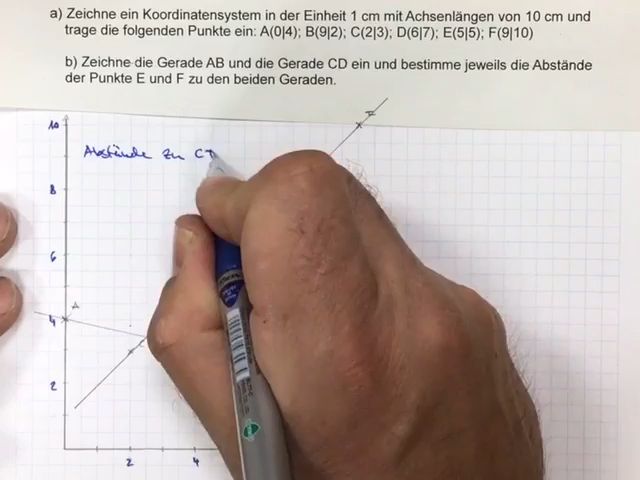 a) Zeichne ein Koordinatensystem in der Einheit 1 cm mit Achsenlängen von 10 cm und
trage die folgenden Punkte ein: A(0|4); B(9|2); C(2|3); D(6|7); E(5|5); F(9|10)
b) Zeichne die Gerade AB und die Gerade CD ein und bestimme jeweils die Abstände
der Punkte E und F zu den beiden Geraden.
10
F
Abstände zu CD
8
6
A
4
C
2
2 4